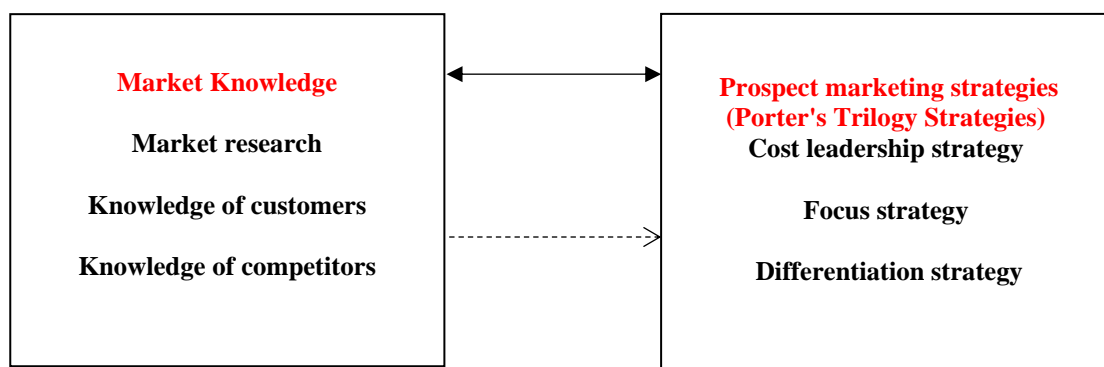 Market Knowledge
Market research
Knowledge of customers
Knowledge of competitors
Prospect marketing strategies
(Porter's Trilogy Strategies)
Cost leadership strategy
Focus strategy
Differentiation strategy